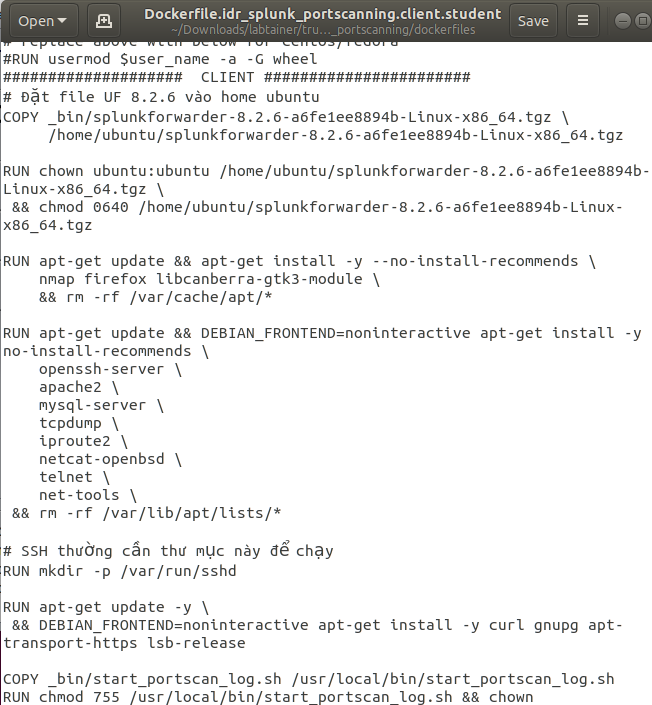 Open
Dockerfile.idr_splunk_portscanning.client.student
~/Downloads/labtainer/tru…_portscanning/dockerfiles
Save
# replace above with below for centos/fedora
#RUN usermod $user_name -a -G wheel
####################  CLIENT #######################
# Đặt file UF 8.2.6 vào home ubuntu
COPY _bin/splunkforwarder-8.2.6-a6fe1ee8894b-Linux-x86_64.tgz \
     /home/ubuntu/splunkforwarder-8.2.6-a6fe1ee8894b-Linux-x86_64.tgz
RUN chown ubuntu:ubuntu /home/ubuntu/splunkforwarder-8.2.6-a6fe1ee8894b-
Linux-x86_64.tgz \
 && chmod 0640 /home/ubuntu/splunkforwarder-8.2.6-a6fe1ee8894b-Linux-
x86_64.tgz
RUN apt-get update && apt-get install -y --no-install-recommends \
    nmap firefox libcanberra-gtk3-module \
    && rm -rf /var/cache/apt/*
RUN apt-get update && DEBIAN_FRONTEND=noninteractive apt-get install -y
no-install-recommends \
    openssh-server \
    apache2 \
    mysql-server \
    tcpdump \
    iproute2 \
    netcat-openbsd \
    telnet \
    net-tools \
 && rm -rf /var/lib/apt/lists/*
# SSH thường cần thư mục này để chạy
RUN mkdir -p /var/run/sshd
RUN apt-get update -y \
 && DEBIAN_FRONTEND=noninteractive apt-get install -y curl gnupg apt-
transport-https lsb-release
COPY _bin/start_portscan_log.sh /usr/local/bin/start_portscan_log.sh
RUN chmod 755 /usr/local/bin/start_portscan_log.sh && chown